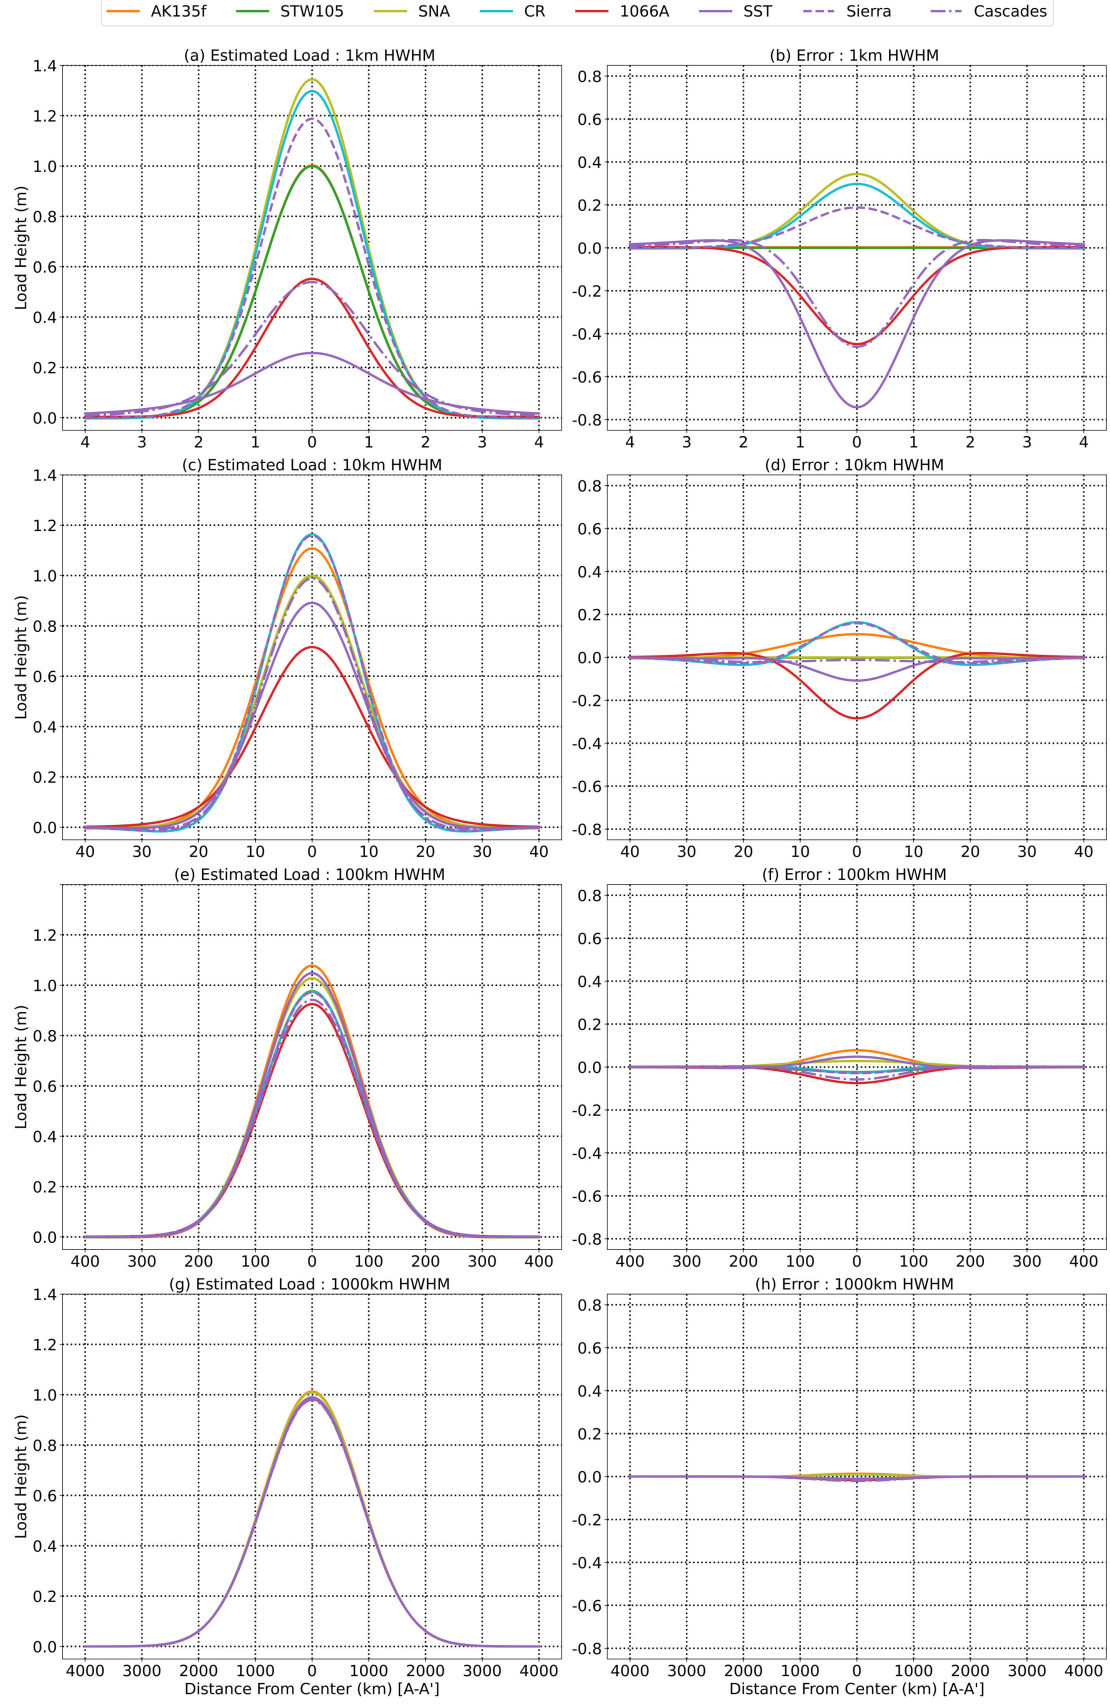 AK135f STW105 SNA CR 1066A SST Sierra Cascades
(a) Estimated Load : 1km HWHM
Load Height (m)
1.4
1.2
1.0
0.8
0.6
0.4
0.2
0.0
4 3 2 1 0 1 2 3 4
(b) Error : 1km HWHM
0.8
0.6
0.4
0.2
0.0
-0.2
-0.4
-0.6
-0.8
4 3 2 1 0 1 2 3 4
(c) Estimated Load : 10km HWHM
Load Height (m)
1.4
1.2
1.0
0.8
0.6
0.4
0.2
0.0
40 30 20 10 0 10 20 30 40
(d) Error : 10km HWHM
0.8
0.6
0.4
0.2
0.0
-0.2
-0.4
-0.6
-0.8
40 30 20 10 0 10 20 30 40
(e) Estimated Load : 100km HWHM
Load Height (m)
1.2
1.0
0.8
0.6
0.4
0.2
0.0
400 300 200 100 0 100 200 300 400
(f) Error : 100km HWHM
0.8
0.6
0.4
0.2
0.0
-0.2
-0.4
-0.6
-0.8
400 300 200 100 0 100 200 300 400
(g) Estimated Load : 1000km HWHM
Load Height (m)
1.4
1.2
1.0
0.8
0.6
0.4
0.2
0.0
4000 3000 2000 1000 0 1000 2000 3000 4000
Distance From Center (km) [A-A']
(h) Error : 1000km HWHM
0.8
0.6
0.4
0.2
0.0
-0.2
-0.4
-0.6
-0.8
4000 3000 2000 1000 0 1000 2000 3000 4000
Distance From Center (km) [A-A']